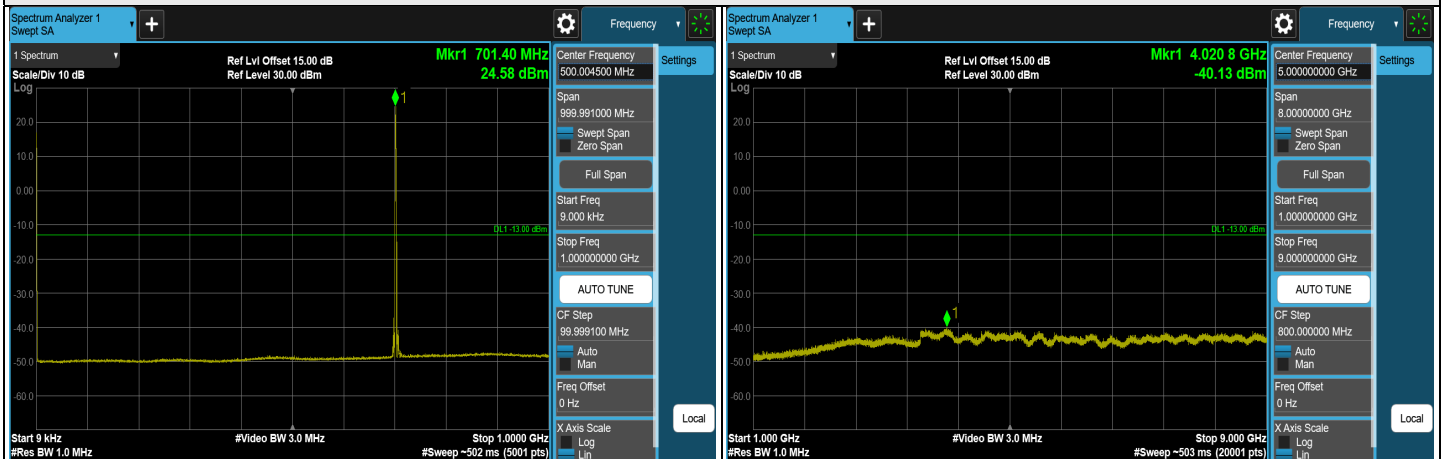 Spectrum Analyzer 1
Swept SA
+
Frequency
1 Spectrum
Scale/Div 10 dB
Log
Ref Lvl Offset 15.00 dB
Ref Level 30.00 dBm
Mkr1 701.40 MHz
24.58 dBm
1
20.0
10.0
0.00
-10.0
-20.0
-30.0
-40.0
-50.0
-60.0
DL1 -13.00 dBm
Start 9 kHz
#Res BW 1.0 MHz
#Video BW 3.0 MHz
Stop 1.0000 GHz
#Sweep ~502 ms (5001 pts)
Center Frequency
500.004500 MHz
Span
999.991000 MHz
Swept Span
Zero Span
Full Span
Start Freq
9.000 kHz
Stop Freq
1.000000000 GHz
AUTO TUNE
CF Step
99.999100 MHz
Auto
Man
Freq Offset
0 Hz
X Axis Scale
Log
Lin
Settings
Local
Spectrum Analyzer 1
Swept SA
+
Frequency
1 Spectrum
Scale/Div 10 dB
Log
Ref Lvl Offset 15.00 dB
Ref Level 30.00 dBm
Mkr1 4.020 8 GHz
-40.13 dBm
1
20.0
10.0
0.00
-10.0
-20.0
-30.0
-40.0
-50.0
-60.0
DL1 -13.00 dBm
Start 1.000 GHz
#Res BW 1.0 MHz
#Video BW 3.0 MHz
Stop 9.000 GHz
#Sweep ~503 ms (20001 pts)
Center Frequency
5.000000000 GHz
Span
8.00000000 GHz
Swept Span
Zero Span
Full Span
Start Freq
1.000000000 GHz
Stop Freq
9.000000000 GHz
AUTO TUNE
CF Step
800.000000 MHz
Auto
Man
Freq Offset
0 Hz
X Axis Scale
Log
Lin
Settings
Local